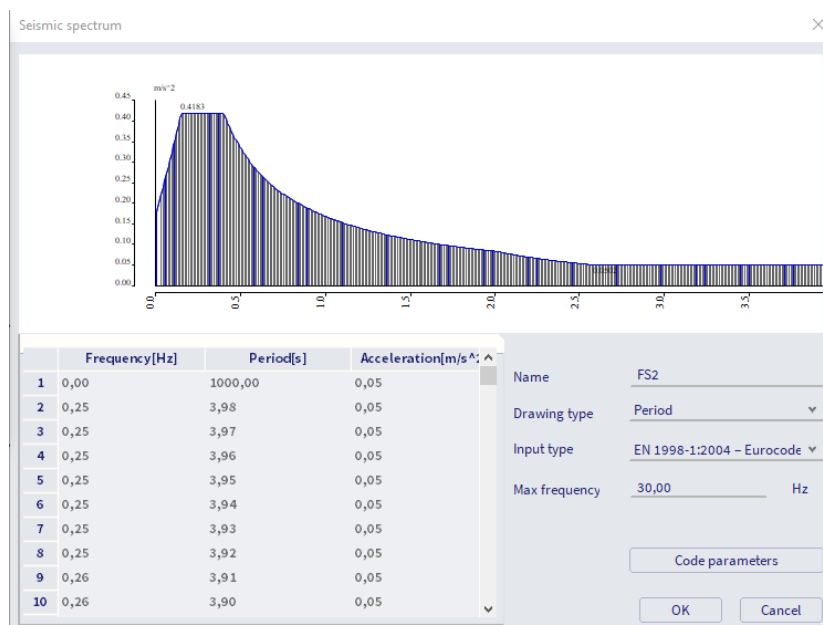 Seismic spectrum
m/s^2
0.45
0.4183
0.40
0.35
0.30
0.25
0.20
0.15
0.10
0.05
0.0502
0.00
0.0 0.5 1.0 1.5 2.0 2.5 3.0 3.5
Frequency[Hz] Period[s] Acceleration[m/s^2
1 0,00 1000,00 0,05
2 0,25 3,98 0,05
3 0,25 3,97 0,05
4 0,25 3,96 0,05
5 0,25 3,95 0,05
6 0,25 3,94 0,05
7 0,25 3,93 0,05
8 0,25 3,92 0,05
9 0,26 3,91 0,05
10 0,26 3,90 0,05
Name FS2
Drawing type Period
Input type EN 1998-1:2004 – Eurocode
Max frequency 30,00 Hz
Code parameters
OK Cancel